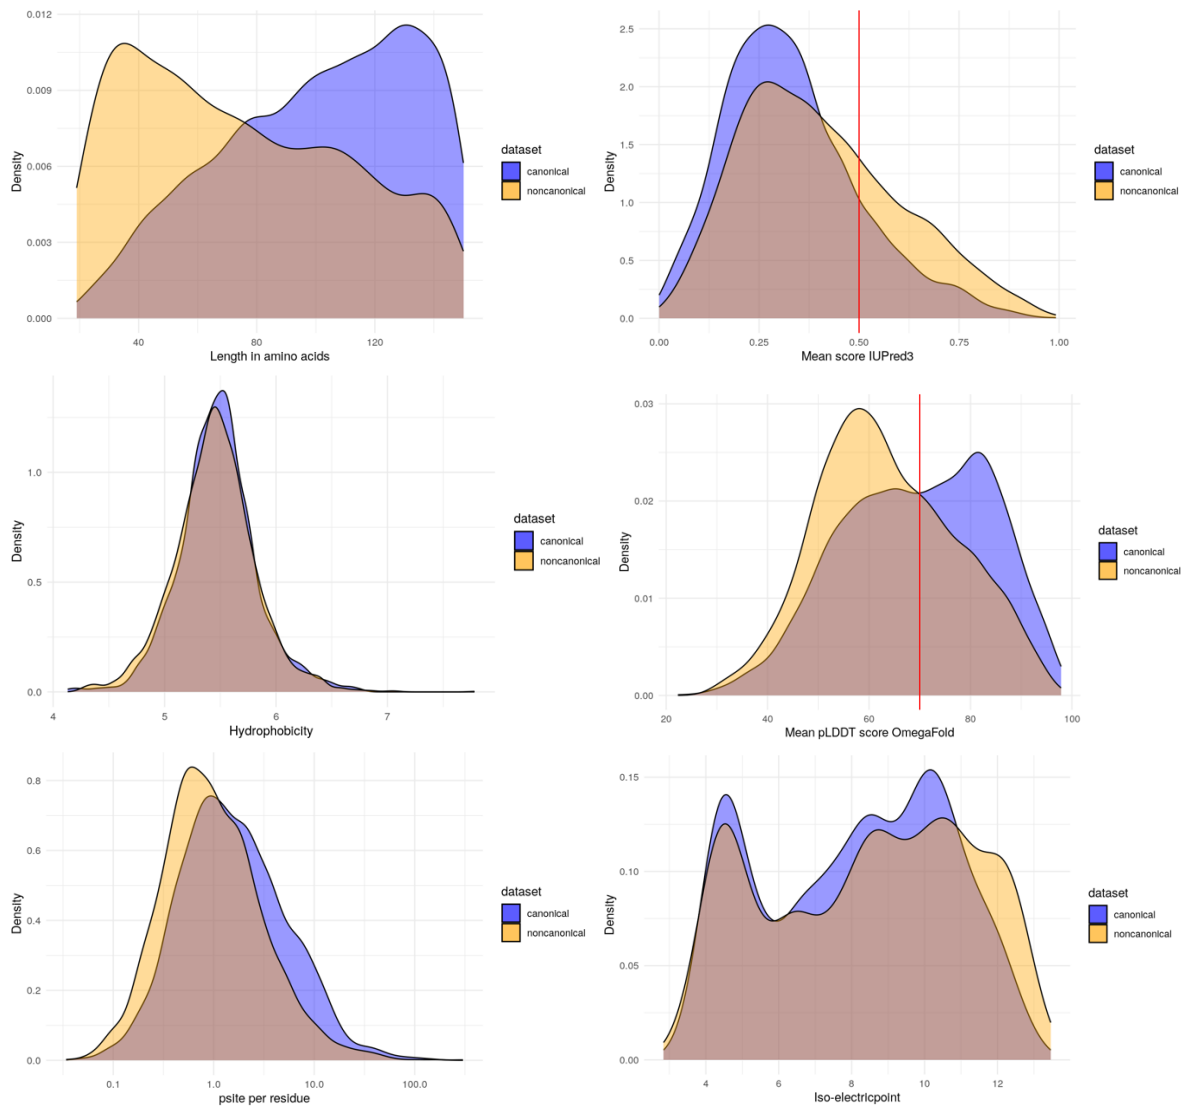 0.012
0.009
0.006
0.003
0.000
Density
40
80
120
Length in amino acids
dataset
canonical
noncanonical
2.5
2.0
1.5
1.0
0.5
0.0
Density
0.00
0.25
0.50
0.75
1.00
Mean score IUPred3
dataset
canonical
noncanonical
1.0
0.5
0.0
Density
4
5
6
7
Hydrophobicity
dataset
canonical
noncanonical
0.03
0.02
0.01
0.00
Density
20
40
60
80
100
Mean pLDDT score OmegaFold
dataset
canonical
noncanonical
0.8
0.6
0.4
0.2
0.0
Density
0.1
1.0
10.0
100.0
psite per residue
dataset
canonical
noncanonical
0.15
0.10
0.05
0.00
Density
4
6
8
10
12
Iso-electricpoint
dataset
canonical
noncanonical